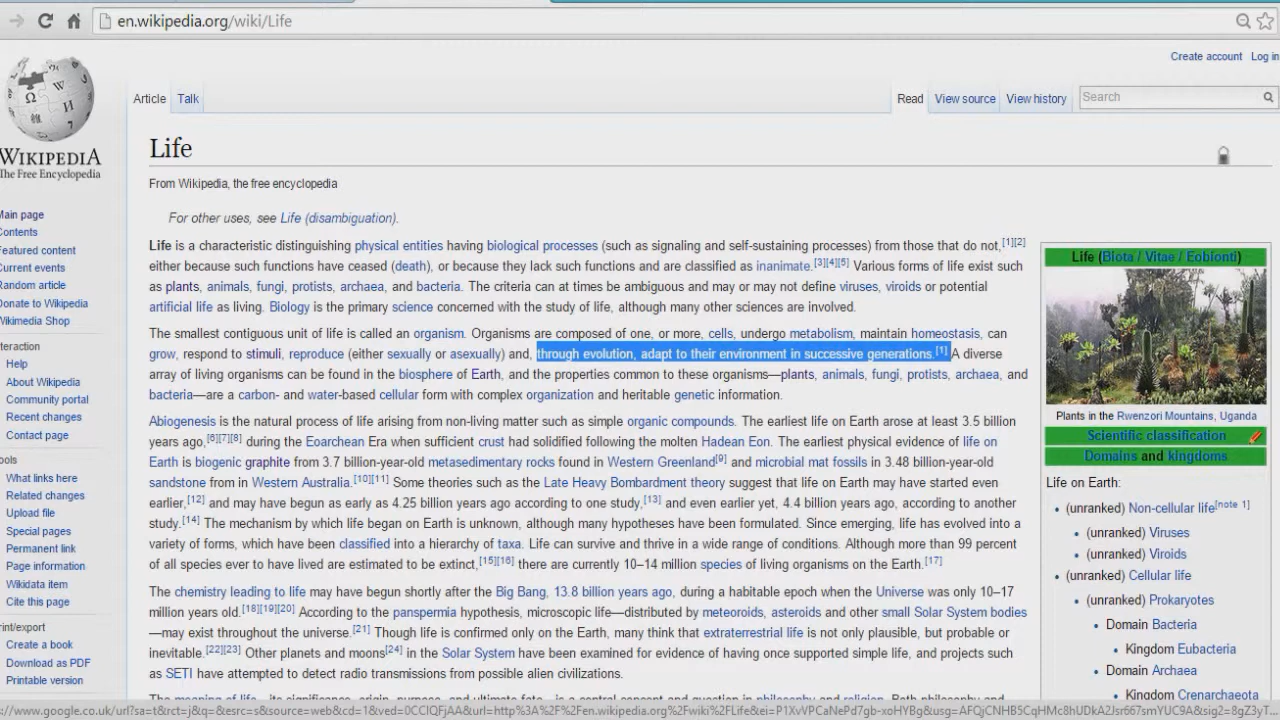 en.wikipedia.org/wiki/Life
Create account Log in
WIKIPEDIA
The Free Encyclopedia
Article Talk Read View source View history Search
Life
From Wikipedia, the free encyclopedia
For other uses, see Life (disambiguation).
Life is a characteristic distinguishing physical entities having biological processes (such as signaling and self-sustaining processes) from those that do not,[1][2]
either because such functions have ceased (death), or because they lack such functions and are classified as inanimate.[3][4][5] Various forms of life exist such
as plants, animals, fungi, protists, archaea, and bacteria. The criteria can at times be ambiguous and may or may not define viruses, viroids or potential
artificial life as living. Biology is the primary science concerned with the study of life, although many other sciences are involved.
The smallest contiguous unit of life is called an organism. Organisms are composed of one, or more, cells, undergo metabolism, maintain homeostasis, can
grow, respond to stimuli, reproduce (either sexually or asexually) and, through evolution, adapt to their environment in successive generations.[1] A diverse
array of living organisms can be found in the biosphere of Earth, and the properties common to these organisms—plants, animals, fungi, protists, archaea, and
bacteria—are a carbon- and water-based cellular form with complex organization and heritable genetic information.
Abiogenesis is the natural process of life arising from non-living matter such as simple organic compounds. The earliest life on Earth arose at least 3.5 billion
years ago,[6][7][8] during the Eoarchean Era when sufficient crust had solidified following the molten Hadean Eon. The earliest physical evidence of life on
Earth is biogenic graphite from 3.7 billion-year-old metasedimentary rocks found in Western Greenland[9] and microbial mat fossils in 3.48 billion-year-old
sandstone from in Western Australia.[10][11] Some theories such as the Late Heavy Bombardment theory suggest that life on Earth may have started even
earlier,[12] and may have begun as early as 4.25 billion years ago according to one study,[13] and even earlier yet, 4.4 billion years ago, according to another
study.[14] The mechanism by which life began on Earth is unknown, although many hypotheses have been formulated. Since emerging, life has evolved into a
variety of forms, which have been classified into a hierarchy of taxa. Life can survive and thrive in a wide range of conditions. Although more than 99 percent
of all species ever to have lived are estimated to be extinct,[15][16] there are currently 10–14 million species of living organisms on the Earth.[17]
The chemistry leading to life may have begun shortly after the Big Bang, 13.8 billion years ago, during a habitable epoch when the Universe was only 10–17
million years old.[18][19][20] According to the panspermia hypothesis, microscopic life—distributed by meteoroids, asteroids and other small Solar System bodies
—may exist throughout the universe.[21] Though life is confirmed only on the Earth, many think that extraterrestrial life is not only plausible, but probable or
inevitable.[22][23] Other planets and moons[24] in the Solar System have been examined for evidence of having once supported simple life, and projects such
as SETI have attempted to detect radio transmissions from possible alien civilizations.
The meaning of life—its significance, origin, purpose, and ultimate fate—is a central concept and question in philosophy and religion. Both philosophy and
Main page
Contents
Featured content
Current events
Random article
Donate to Wikipedia
Wikimedia Shop
nteraction
Help
About Wikipedia
Community portal
Recent changes
Contact page
ools
What links here
Related changes
Upload file
Special pages
Permanent link
Page information
Wikidata item
Cite this page
rint/export
Create a book
Download as PDF
Printable version
Life (Biota / Vitae / Eobionti)
Plants in the Rwenzori Mountains, Uganda
Scientific classification
Domains and kingdoms
Life on Earth:
(unranked) Non-cellular life[note 1]
(unranked) Viruses
(unranked) Viroids
(unranked) Cellular life
(unranked) Prokaryotes
Domain Bacteria
Kingdom Eubacteria
Domain Archaea
Kingdom Crenarchaeota